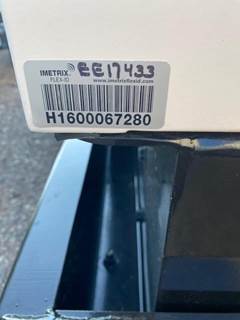 IMETRIX EE17433
FLEX-ID www.imetrixflexid.com
H1600067280